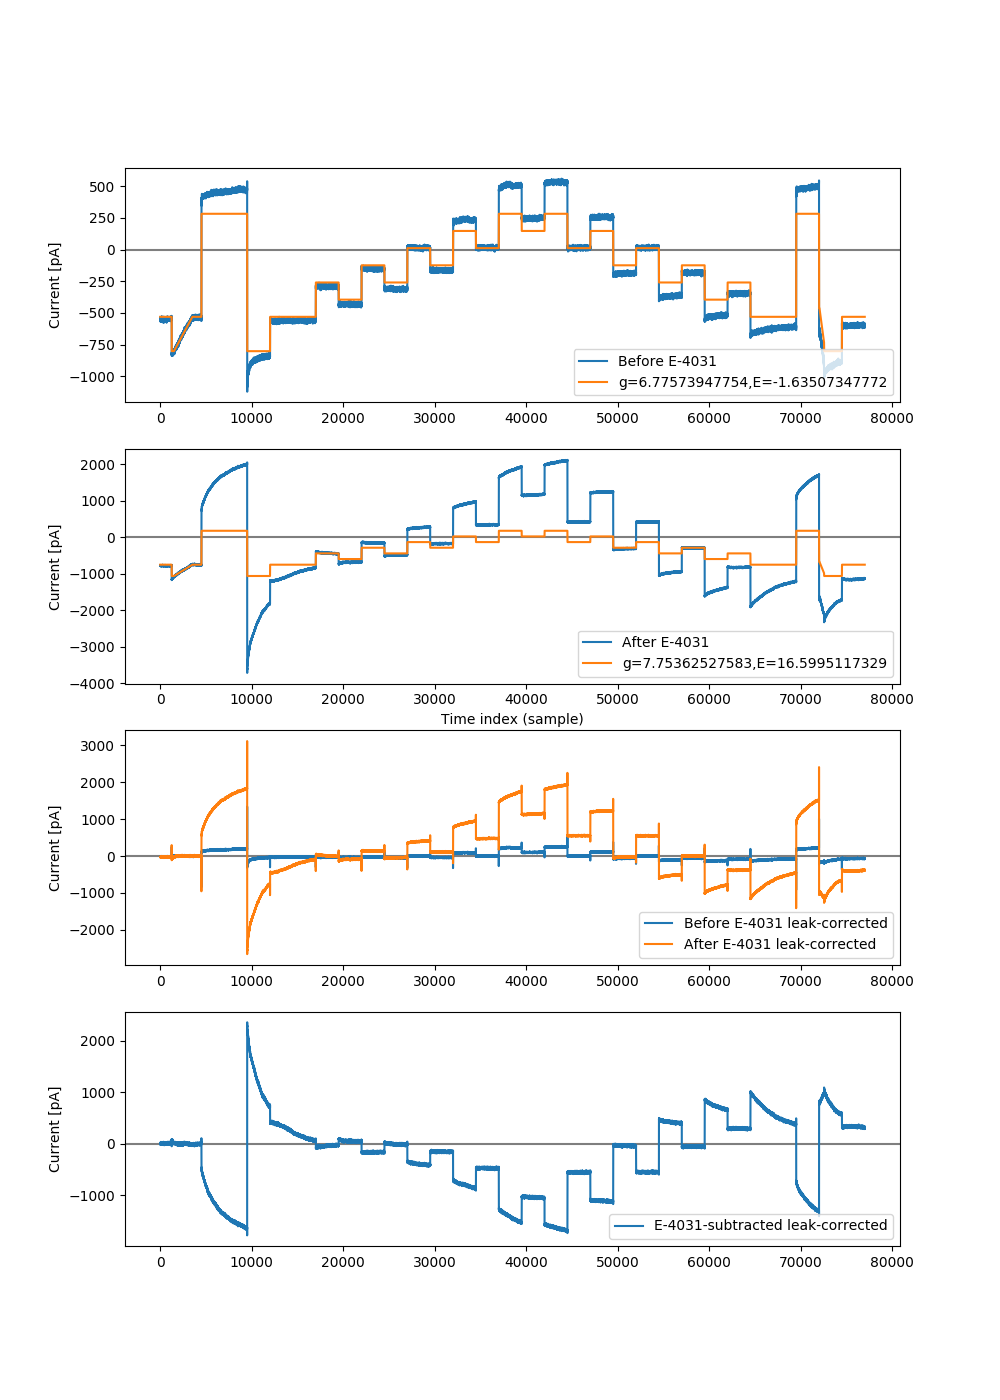 Current [pA]
500
250
0
−250
−500
−750
−1000
0 10000 20000 30000 40000 50000 60000 70000 80000
Before E-4031
g=6.77573947754,E=-1.63507347772
Current [pA]
2000
1000
0
−1000
−2000
−3000
−4000
0 10000 20000 30000 40000 50000 60000 70000 80000
After E-4031
g=7.75362527583,E=16.5995117329
Time index (sample)
Current [pA]
3000
2000
1000
0
−1000
−2000
0 10000 20000 30000 40000 50000 60000 70000 80000
Before E-4031 leak-corrected
After E-4031 leak-corrected
Current [pA]
2000
1000
0
−1000
0 10000 20000 30000 40000 50000 60000 70000 80000
E-4031-subtracted leak-corrected